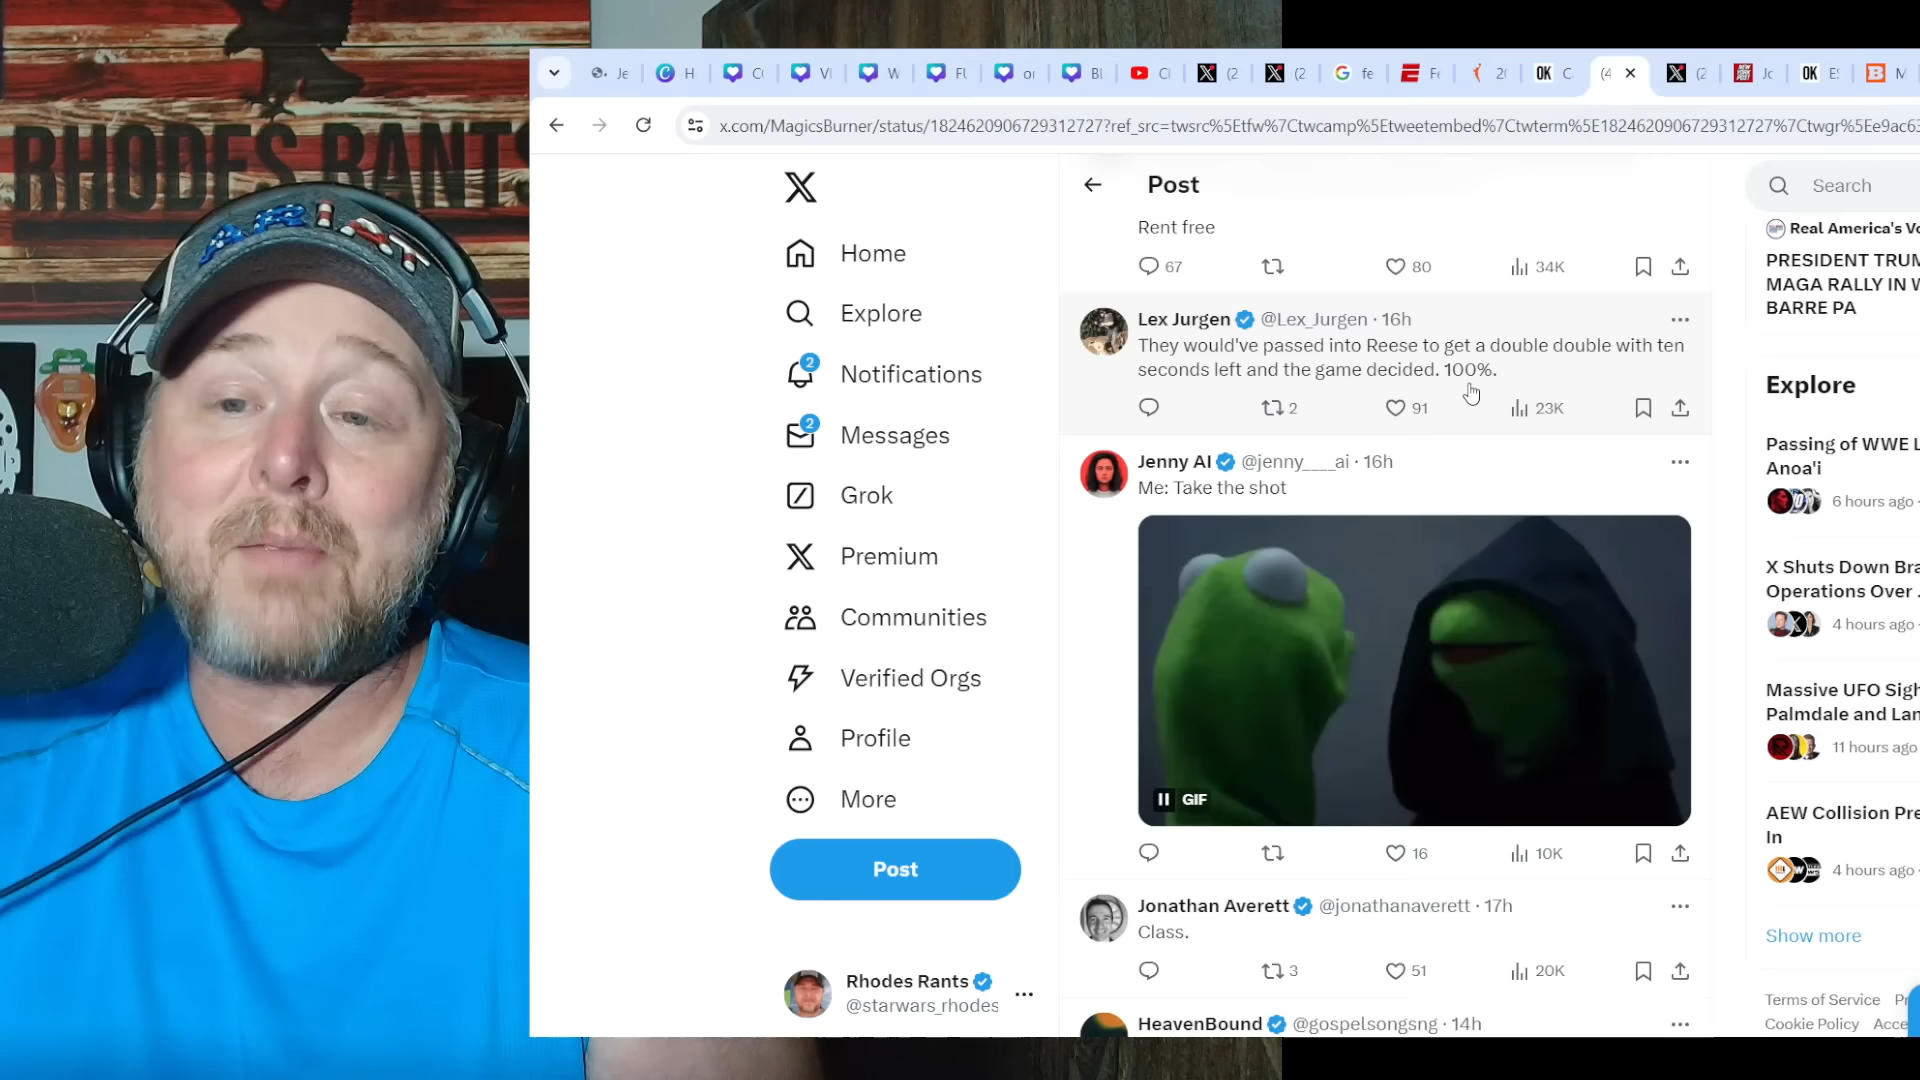 RHODES RANTS
ARIAT
x.com/MagicsBurner/status/1824620906729312727?ref_src=twsrc%5Etfw%7Ctwcamp%5Etweetembed%7Ctwterm%5E1824620906729312727%7Ctwgr%5Ee9ac6
Home
Explore
2
Notifications
2
Messages
Grok
Premium
Communities
Verified Orgs
Profile
More
Post
Rhodes Rants
@starwars_rhodes
Post
Rent free
67 80 34K
Lex Jurgen @Lex_Jurgen · 16h
They would've passed into Reese to get a double double with ten
seconds left and the game decided. 100%.
2 91 23K
Jenny AI @jenny____ai · 16h
Me: Take the shot
GIF
16 10K
Jonathan Averett @jonathanaverett · 17h
Class.
3 51 20K
HeavenBound @gospelsongsng · 14h
Search
Real America's Vo
PRESIDENT TRUM
MAGA RALLY IN W
BARRE PA
Explore
Passing of WWE L
Anoa'i
6 hours ago ·
X Shuts Down Bra
Operations Over ...
4 hours ago ·
Massive UFO Sigh
Palmdale and Lan
11 hours ago
AEW Collision Pre
In
4 hours ago ·
Show more
Terms of Service Pr
Cookie Policy Acce